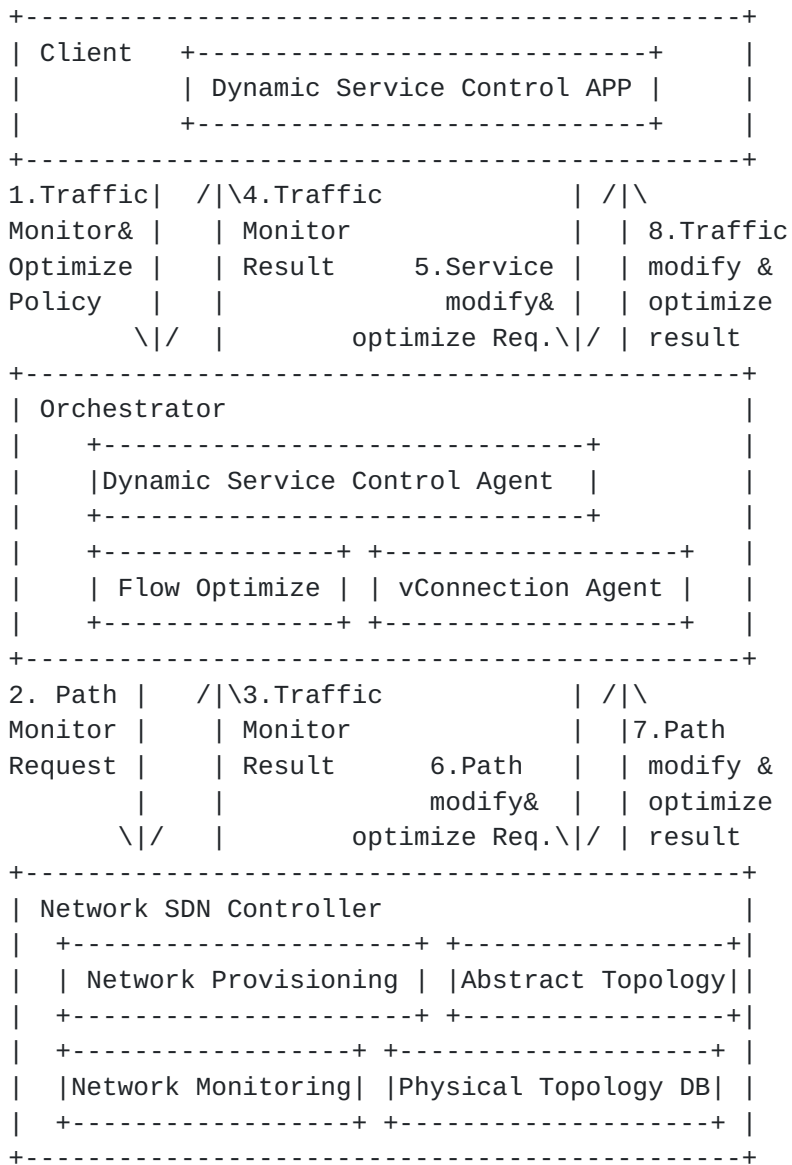 +----------------------------------------------+
| Client   +-----------------------------+     |
|          | Dynamic Service Control APP |     |
|          +-----------------------------+     |
+----------------------------------------------+
1.Traffic|  /|\4.Traffic            | /|\
Monitor& |   | Monitor              |  | 8.Traffic
Optimize |   | Result     5.Service |  | modify &
Policy   |   |              modify& |  | optimize
        \|/  |        optimize Req.\|/ | result
+----------------------------------------------+
| Orchestrator                                 |
|    +-------------------------------+         |
|    |Dynamic Service Control Agent  |         |
|    +-------------------------------+         |
|    +---------------+ +-------------------+   |
|    | Flow Optimize | | vConnection Agent |   |
|    +---------------+ +-------------------+   |
+----------------------------------------------+
2. Path |   /|\3.Traffic            | /|\
Monitor |    | Monitor              |  |7.Path
Request |    | Result      6.Path   |  | modify &
        |    |             modify&  |  | optimize
       \|/   |        optimize Req.\|/ | result
+----------------------------------------------+
| Network SDN Controller                       |
|  +----------------------+ +-----------------+|
|  | Network Provisioning | |Abstract Topology||
|  +----------------------+ +-----------------+|
|  +------------------+ +--------------------+ |
|  |Network Monitoring| |Physical Topology DB| |
|  +------------------+ +--------------------+ |
+----------------------------------------------+